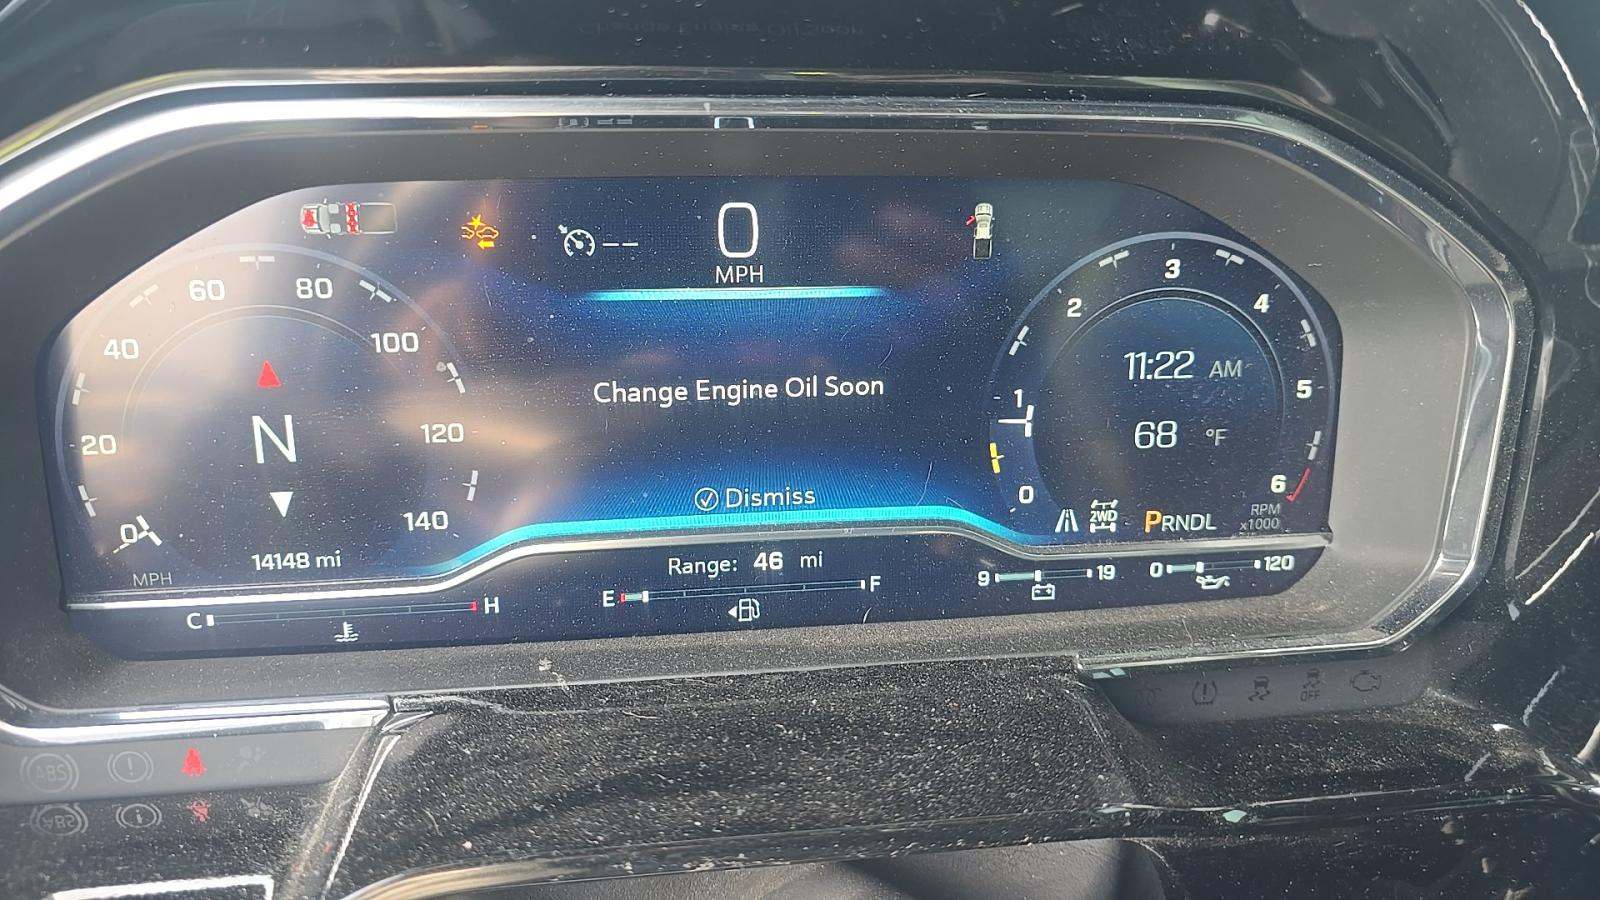 0
MPH
60
80
40
100
20
120
0
140
N
MPH
14148 mi
Change Engine Oil Soon
Dismiss
3
2
4
1
5
0
6
11:22 AM
68 °F
2WD
PRNDL
RPM
x1000
Range: 46 mi
C H
E F
9 19
0 120
OFF
ABS